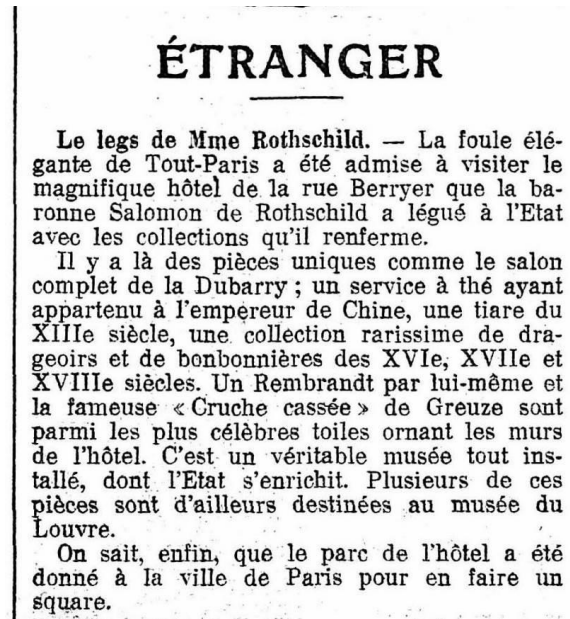 ÉTRANGER
Le legs de Mme Rothschild. — La foule élé-
gante de Tout-Paris a été admise à visiter le
magnifique hôtel de la rue Berryer que la ba-
ronne Salomon de Rothschild a légué à l'Etat
avec les collections qu'il renferme.
Il y a là des pièces uniques comme le salon
complet de la Dubarry ; un service à thé ayant
appartenu à l'empereur de Chine, une tiare du
XIIIe siècle, une collection rarissime de dra-
geoirs et de bonbonnières des XVIe, XVIIe et
XVIIIe siècles. Un Rembrandt par lui-même et
la fameuse « Cruche cassée » de Greuze sont
parmi les plus célèbres toiles ornant les murs
de l'hôtel. C'est un véritable musée tout ins-
tallé, dont l'Etat s'enrichit. Plusieurs de ces
pièces sont d'ailleurs destinées au musée du
Louvre.
On sait, enfin, que le parc de l'hôtel a été
donné à la ville de Paris pour en faire un
square.